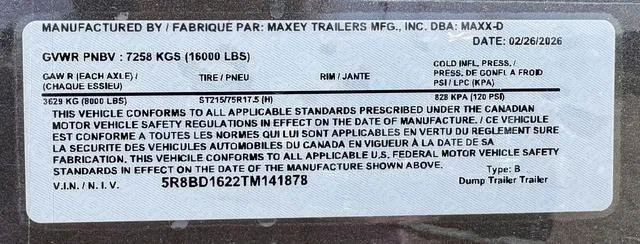 MANUFACTURED BY / FABRIQUÉ PAR: MAXEY TRAILERS MFG., INC. DBA: MAXX-D
DATE: 02/26/2026
GVWR PNBV : 7258 KGS (16000 LBS)
GAW R (EACH AXLE) / TIRE / PNEU RIM / JANTE COLD INFL. PRESS. /
(CHAQUE ESSIEU) PRESS. DE GONFL A FROID
PSI / LPC (KPA)
3629 KG (8000 LBS) ST215/75R17.5 (H) 828 KPA (120 PSI)
THIS VEHICLE CONFORMS TO ALL APPLICABLE STANDARDS PRESCRIBED UNDER THE CANADIAN
MOTOR VEHICLE SAFETY REGULATIONS IN EFFECT ON THE DATE OF MANUFACTURE. / CE VEHICULE
EST CONFORME A TOUTES LES NORMES QUI LUI SONT APPLICABLES EN VERTU DU REGLEMENT SURE
LA SECURITE DES VEHICULES AUTOMOBILES DU CANADA EN VIGUEUR À LA DATE DE SA
FABRICATION. THIS VEHICILE CONFORMS TO ALL APPLICABLE U.S. FEDERAL MOTOR VEHICLE SAFETY
STANDARDS IN EFFECT ON THE DATE OF THE MANUFACTURE SHOWN ABOVE.
V.I.N. / N. I. V. 5R8BD1622TM141878 Type: B
Dump Trailer Trailer